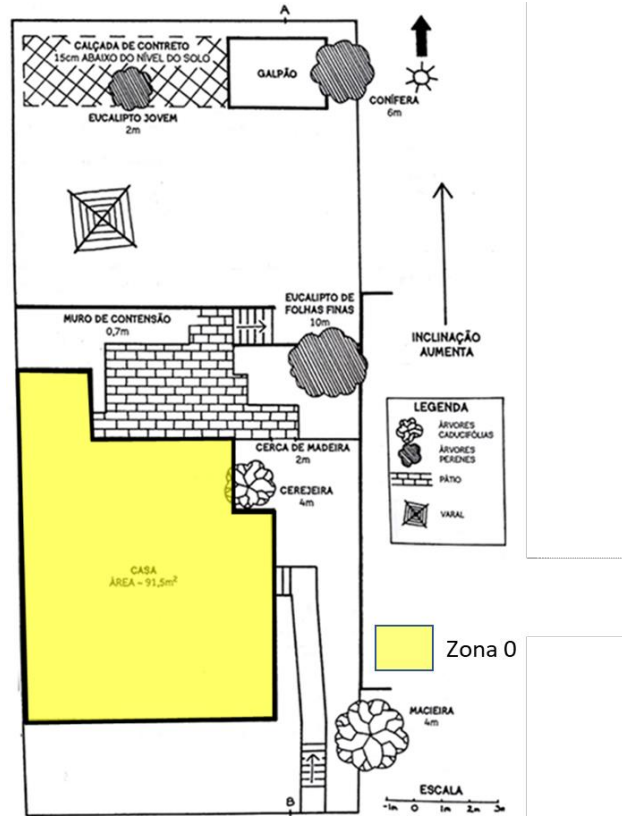 A
CALÇADA DE CONTRETO
15cm ABAIXO DO NÍVEL DO SOLO
GALPÃO
CONÍFERA
6m
EUCALIPTO JOVEM
2m
EUCALIPTO DE
FOLHAS FINAS
10m
MURO DE CONTENSÃO
0,7m
INCLINAÇÃO
AUMENTA
LEGENDA
ÁRVORES
CADUCIFÓLIAS
ÁRVORES
PERENES
PÁTIO
VARAL
CERCA DE MADEIRA
2m
CEREJEIRA
4m
CASA
ÁREA – 91,5m²
Zona 0
MACIEIRA
4m
ESCALA
-1m 0 1m 2m 3m
B